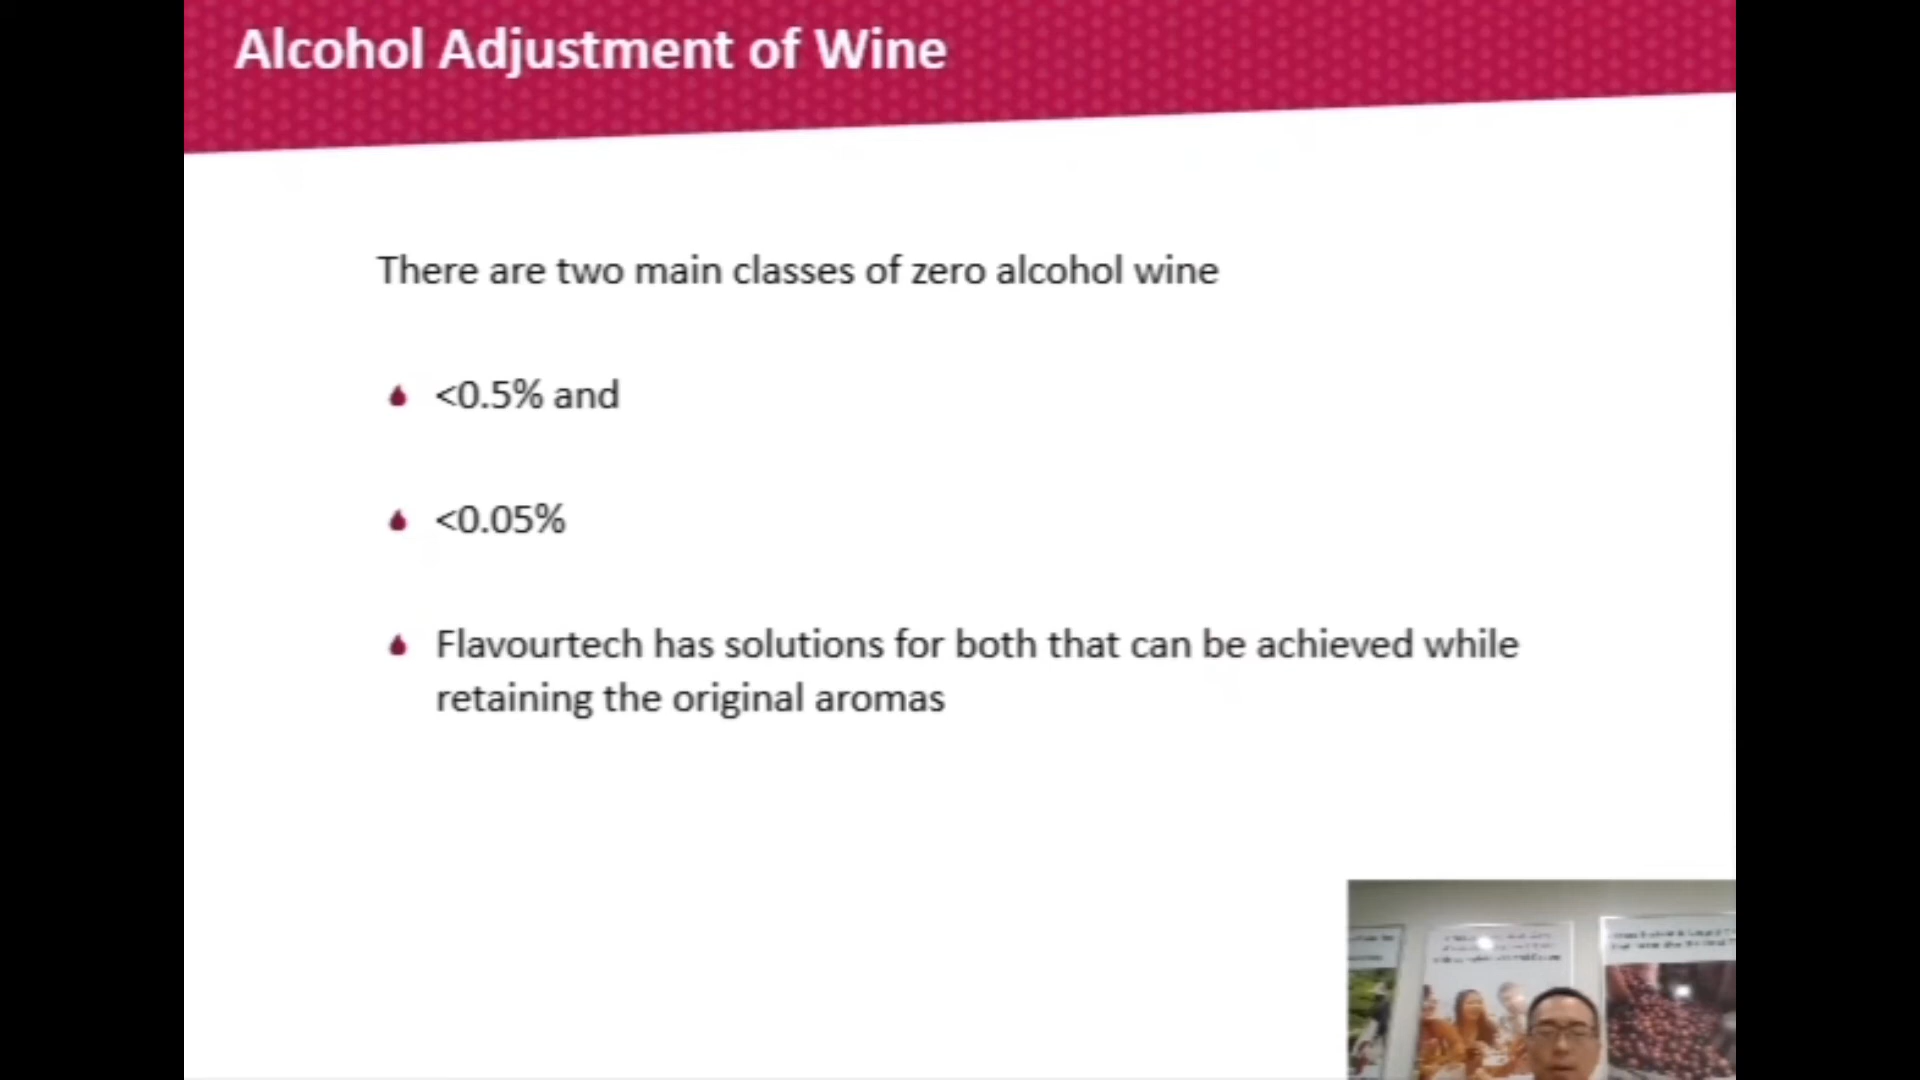 Alcohol Adjustment of Wine
There are two main classes of zero alcohol wine
<0.5% and
<0.05%
Flavourtech has solutions for both that can be achieved while
retaining the original aromas